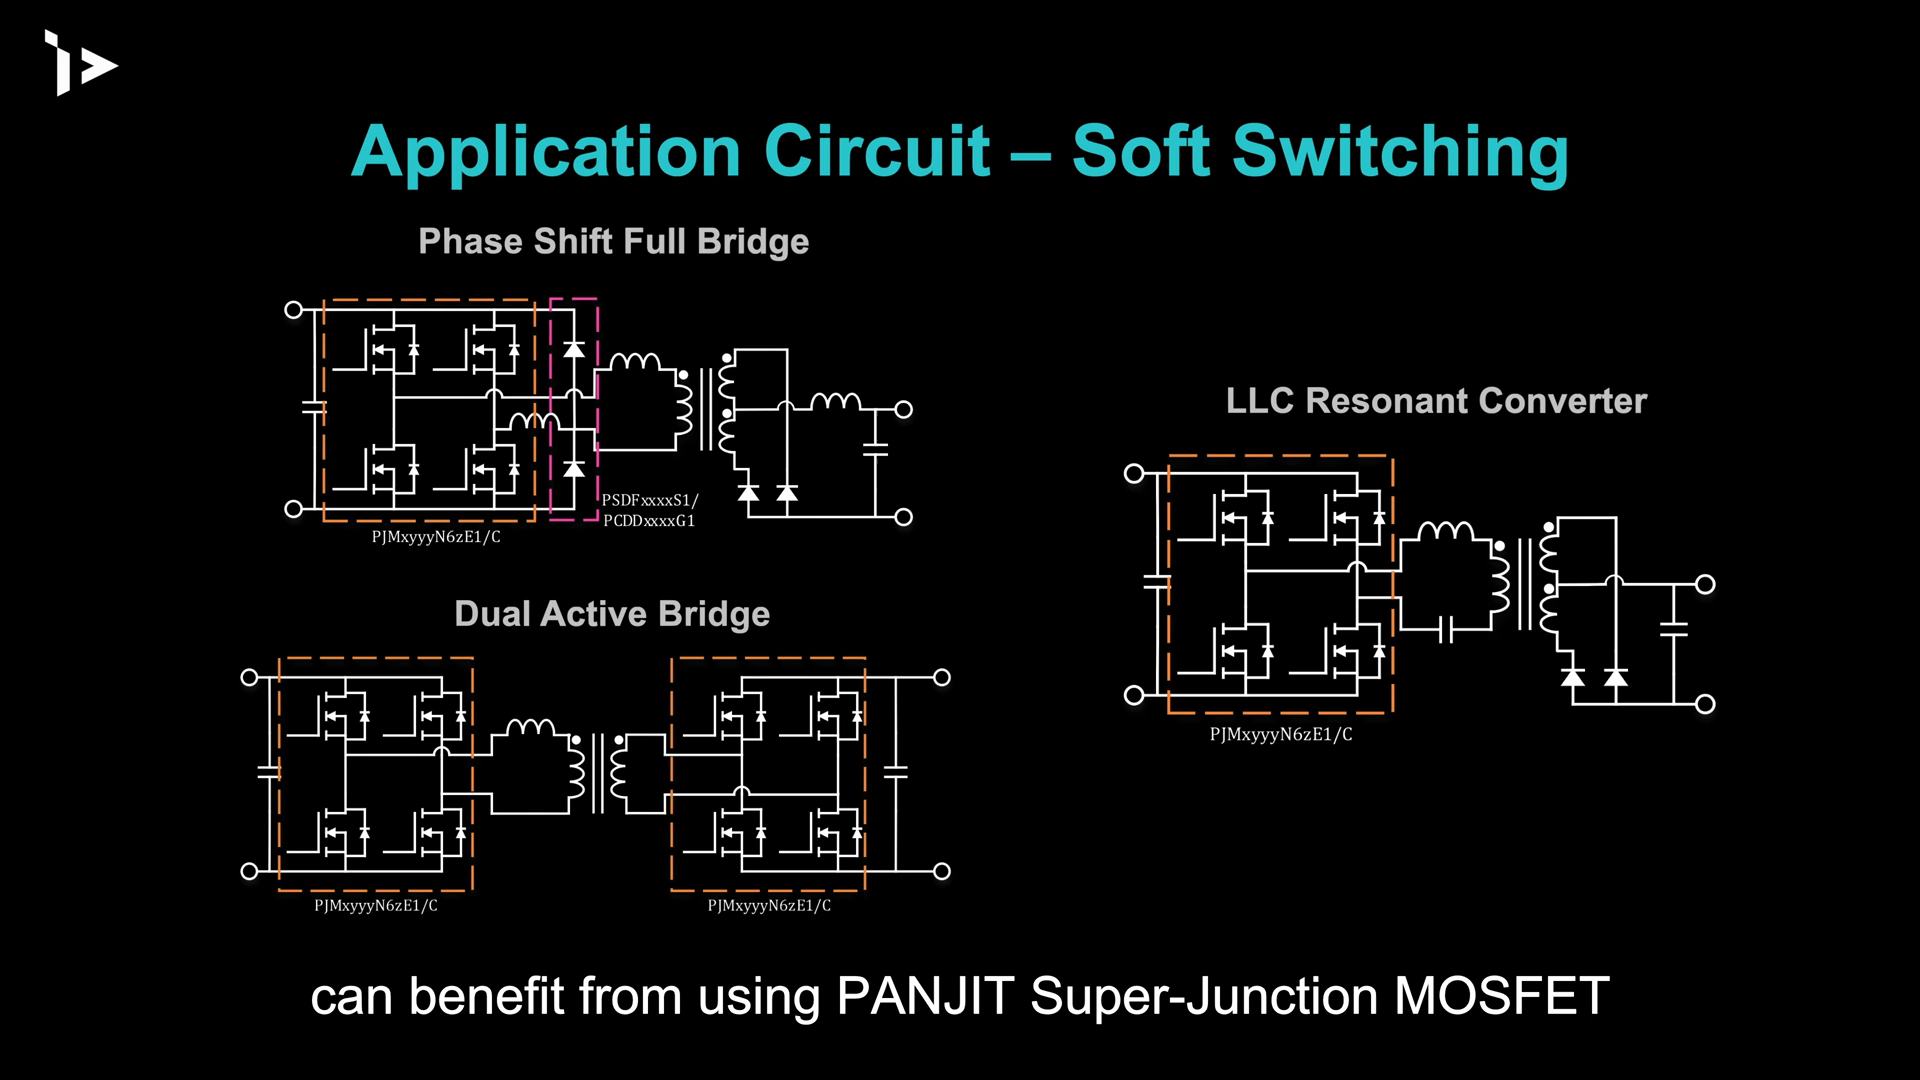 Application Circuit – Soft Switching
Phase Shift Full Bridge
PSDFxxxxS1/
PCDDxxxxG1
PJMxyyyN6zE1/C
Dual Active Bridge
PJMxyyyN6zE1/C
PJMxyyyN6zE1/C
LLC Resonant Converter
PJMxyyyN6zE1/C
can benefit from using PANJIT Super-Junction MOSFET